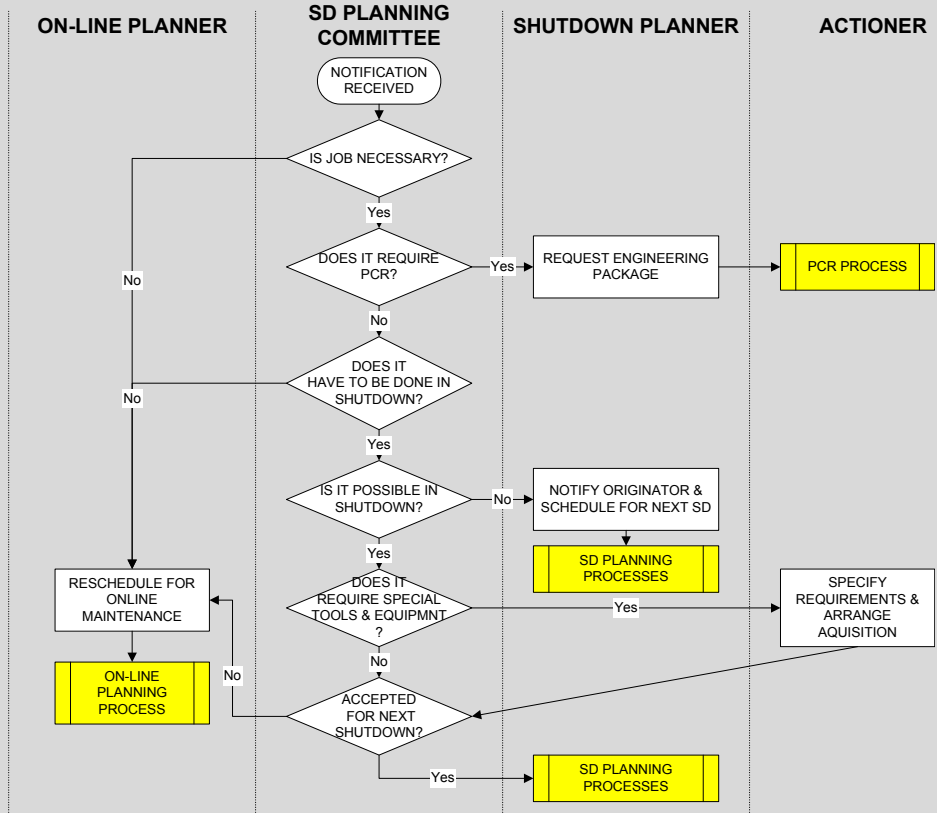 ON-LINE PLANNER
SD PLANNING
COMMITTEE
SHUTDOWN PLANNER
ACTIONER
NOTIFICATION
RECEIVED
IS JOB NECESSARY?
Yes
DOES IT REQUIRE
PCR?
Yes
REQUEST ENGINEERING
PACKAGE
PCR PROCESS
No
No
DOES IT
HAVE TO BE DONE IN
SHUTDOWN?
No
Yes
IS IT POSSIBLE IN
SHUTDOWN?
No
NOTIFY ORIGINATOR &
SCHEDULE FOR NEXT SD
Yes
SD PLANNING
PROCESSES
RESCHEDULE FOR
ONLINE
MAINTENANCE
DOES IT
REQUIRE SPECIAL
TOOLS & EQUIPMNT
?
Yes
SPECIFY
REQUIREMENTS &
ARRANGE
AQUISITION
No
No
ON-LINE
PLANNING
PROCESS
ACCEPTED
FOR NEXT
SHUTDOWN?
Yes
SD PLANNING
PROCESSES